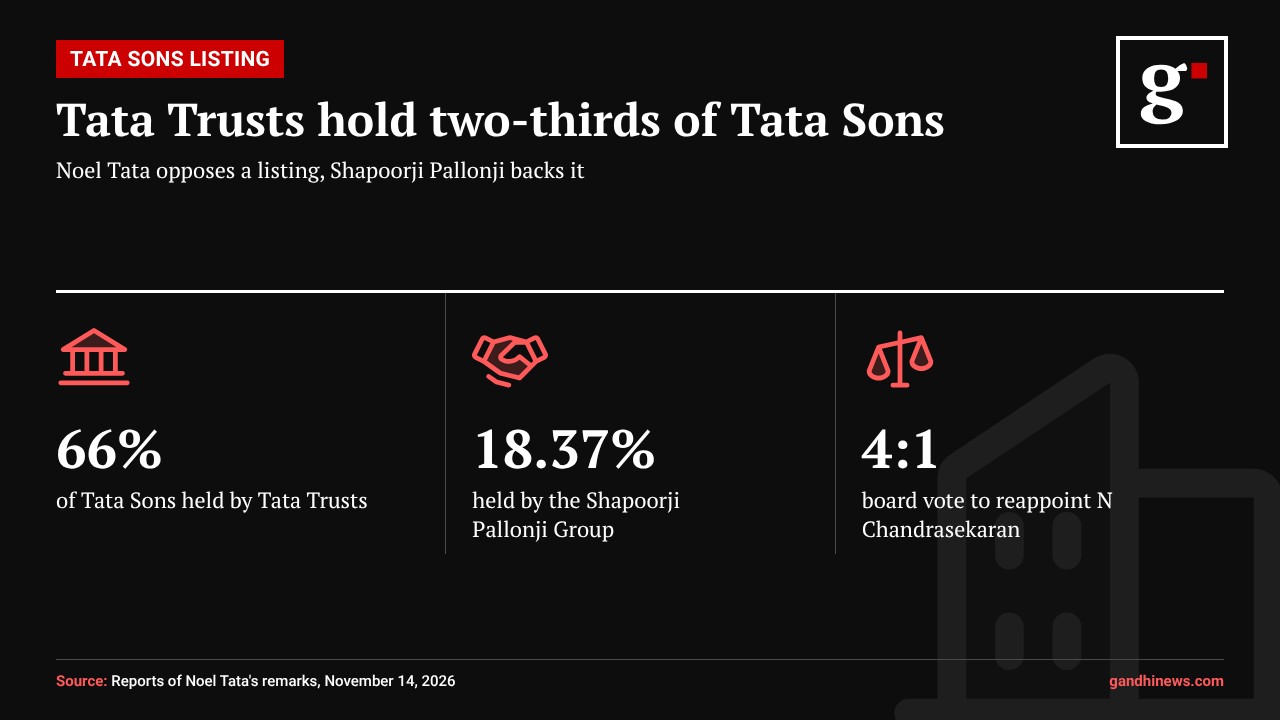 TATA SONS LISTING
g
Tata Trusts hold two-thirds of Tata Sons
Noel Tata opposes a listing, Shapoorji Pallonji backs it
66%
of Tata Sons held by Tata Trusts
18.37%
held by the Shapoorji
Pallonji Group
4:1
board vote to reappoint N
Chandrasekaran
Source: Reports of Noel Tata's remarks, November 14, 2026
gandhinews.com